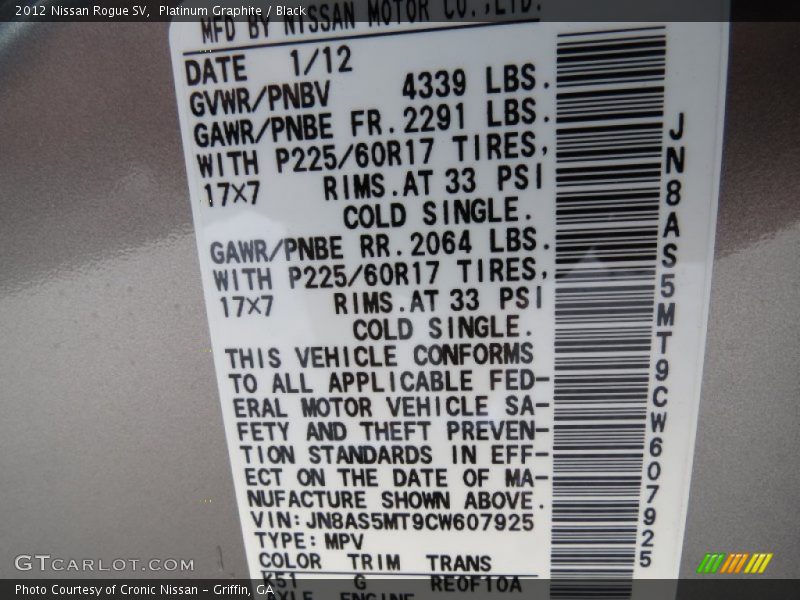 2012 Nissan Rogue SV,  Platinum Graphite / Black
MFD BY NISSAN MOTOR CO.,LTD.
DATE 1/12
GVWR/PNBV 4339 LBS.
GAWR/PNBE FR. 2291 LBS.
WITH P225/60R17 TIRES,
17X7 RIMS. AT 33 PSI
COLD SINGLE.
GAWR/PNBE RR. 2064 LBS.
WITH P225/60R17 TIRES,
17X7 RIMS. AT 33 PSI
COLD SINGLE.
THIS VEHICLE CONFORMS
TO ALL APPLICABLE FED-
ERAL MOTOR VEHICLE SA-
FETY AND THEFT PREVEN-
TION STANDARDS IN EFF-
ECT ON THE DATE OF MA-
NUFACTURE SHOWN ABOVE.
VIN: JN8AS5MT9CW607925
TYPE: MPV
COLOR TRIM TRANS
K51 G RE0F10A
AXLE ENGINE
JN8AS5MT9CW607925
GTCARLOT.COM
Photo Courtesy of Cronic Nissan - Griffin, GA